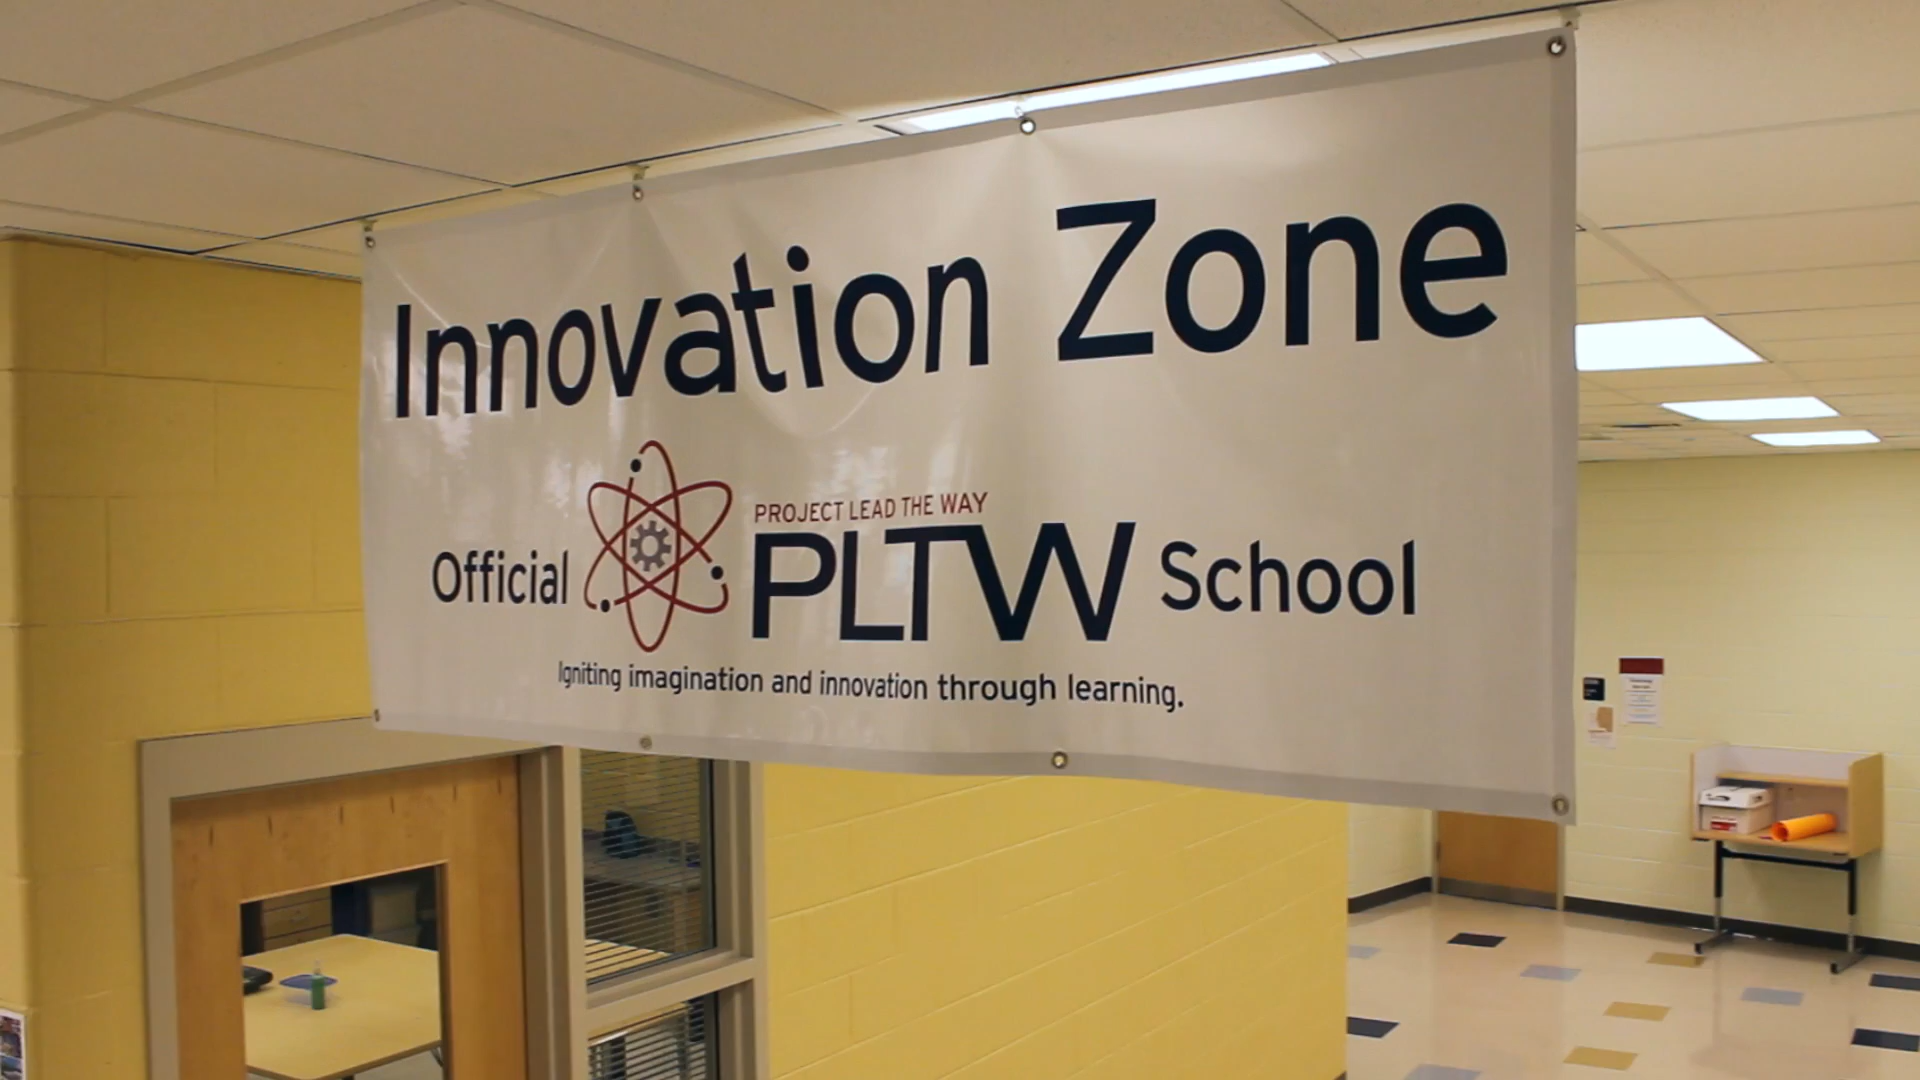 Innovation Zone
Official PROJECT LEAD THE WAY
PLTW School
Igniting imagination and innovation through learning.